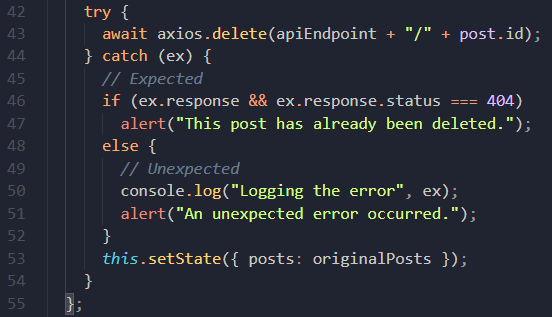 42 try {
43 await axios.delete(apiEndpoint + "/" + post.id);
44 } catch (ex) {
45 // Expected
46 if (ex.response && ex.response.status === 404)
47 alert("This post has already been deleted.");
48 else {
49 // Unexpected
50 console.log("Logging the error", ex);
51 alert("An unexpected error occurred.");
52 }
53 this.setState({ posts: originalPosts });
54 }
55 };